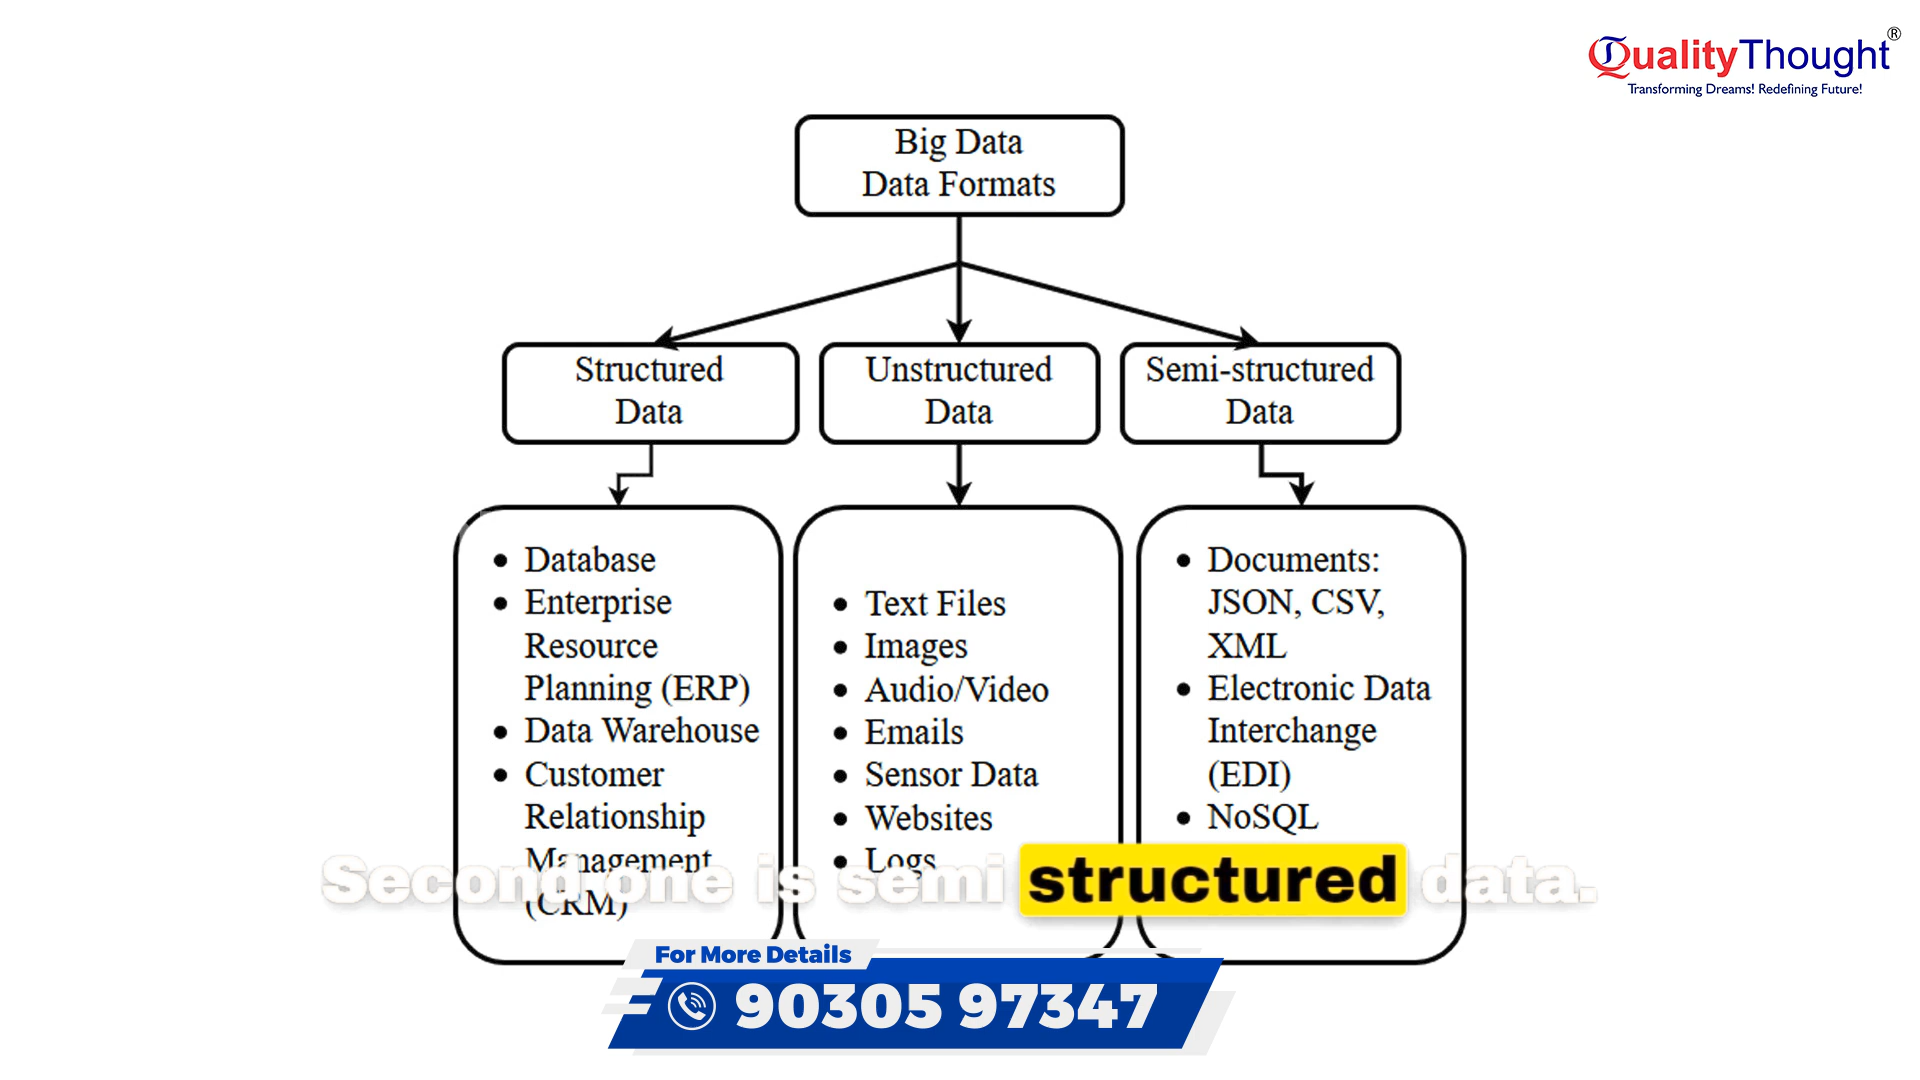 QualityThought®
Transforming Dreams! Redefining Future!
Big Data
Data Formats
Structured
Data
Unstructured
Data
Semi-structured
Data
• Database
• Enterprise
Resource
Planning (ERP)
• Data Warehouse
• Customer
Relationship
Management
(CRM)
• Text Files
• Images
• Audio/Video
• Emails
• Sensor Data
• Websites
• Logs
• Documents:
JSON, CSV,
XML
• Electronic Data
Interchange
(EDI)
• NoSQL
Second one is semi structured data.
For More Details
90305 97347